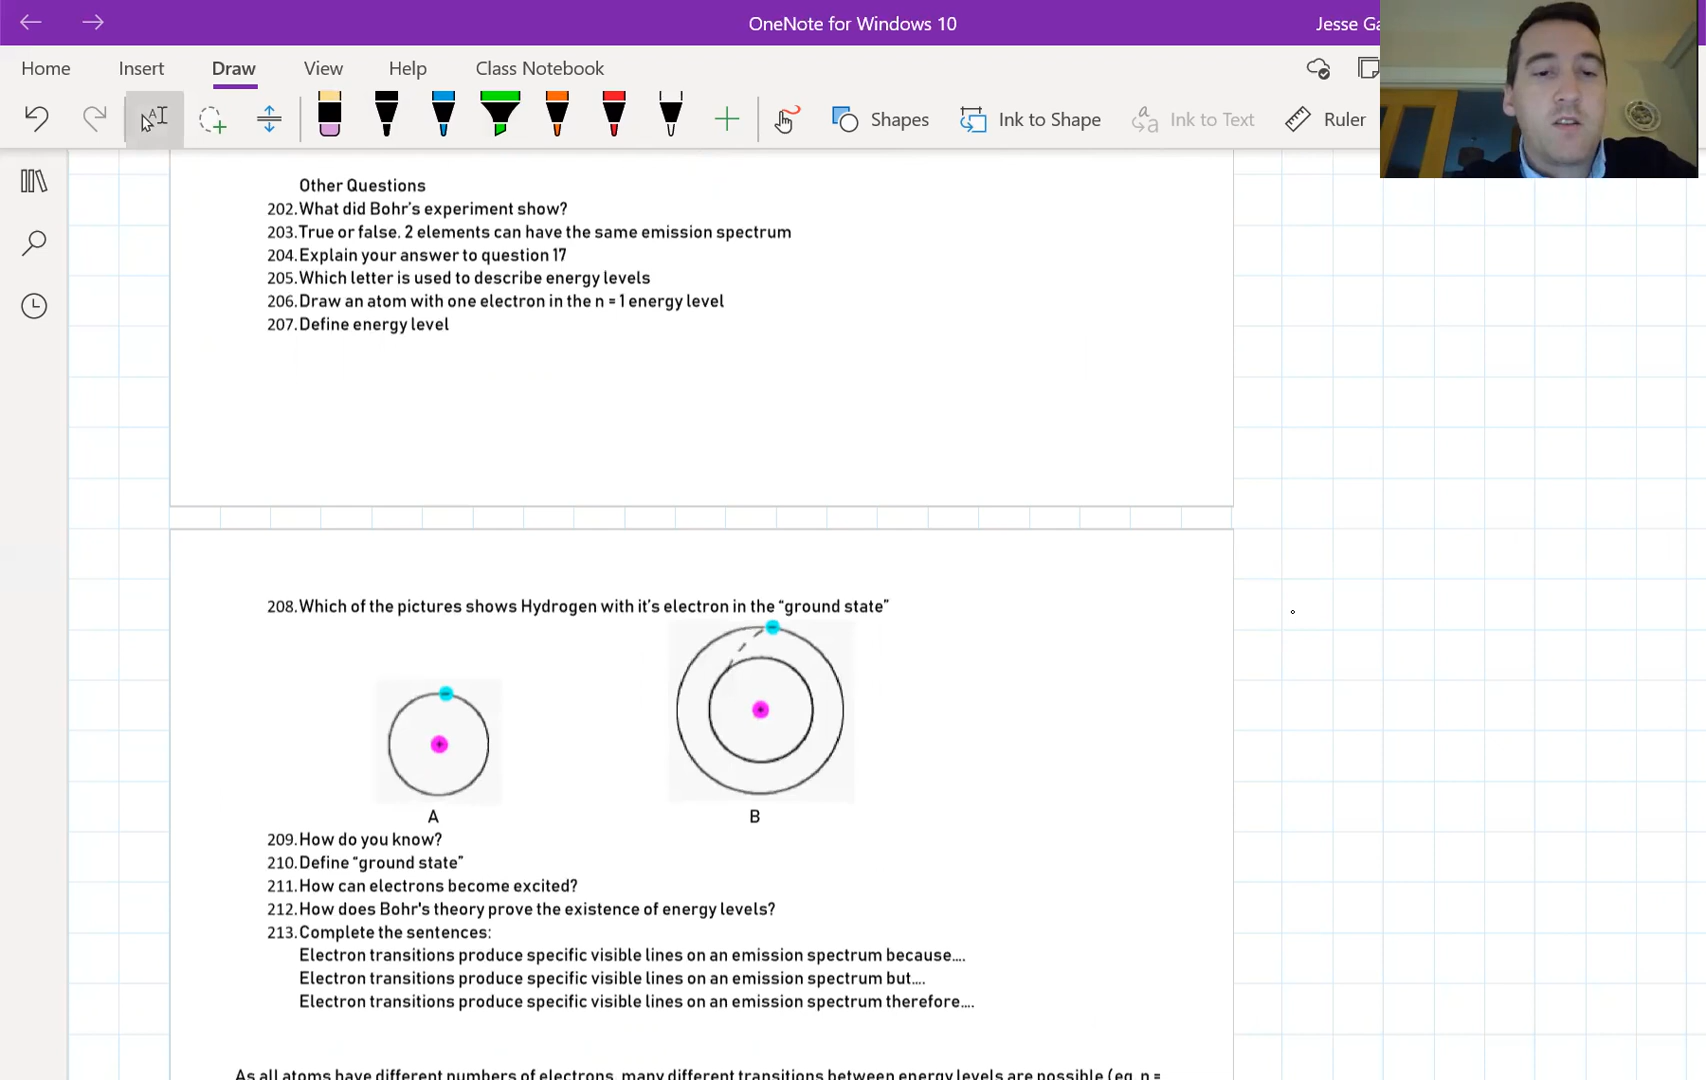 OneNote for Windows 10
Jesse Ga
Home Insert Draw View Help Class Notebook
Shapes Ink to Shape Ink to Text Ruler
Other Questions
202. What did Bohr's experiment show?
203. True or false. 2 elements can have the same emission spectrum
204. Explain your answer to question 17
205. Which letter is used to describe energy levels
206. Draw an atom with one electron in the n = 1 energy level
207. Define energy level
208. Which of the pictures shows Hydrogen with it's electron in the "ground state"
A B
209. How do you know?
210. Define "ground state"
211. How can electrons become excited?
212. How does Bohr's theory prove the existence of energy levels?
213. Complete the sentences:
Electron transitions produce specific visible lines on an emission spectrum because....
Electron transitions produce specific visible lines on an emission spectrum but....
Electron transitions produce specific visible lines on an emission spectrum therefore....
As all atoms have different numbers of electrons, many different transitions between energy levels are possible (eg. n =